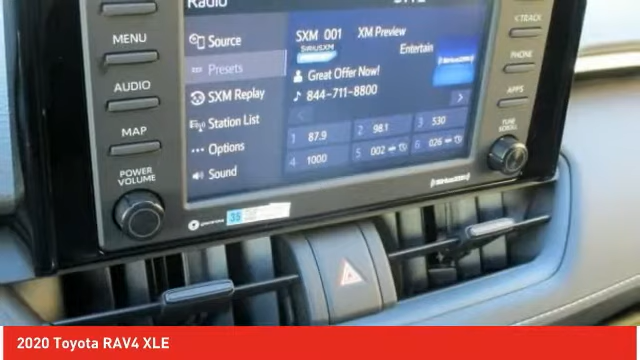 Radio
MENU
AUDIO
MAP
POWER
VOLUME
Source
Presets
SXM Replay
Station List
Options
Sound
SXM 001 XM Preview
SIRIUSXM
Entertain
Great Offer Now!
844-711-8800
1 87.9
2 98.1
3 530
4 1000
5 002
6 026
TRACK
PHONE
APPS
TUNE
SCROLL
(SiriusXM)
38
2020 Toyota RAV4 XLE